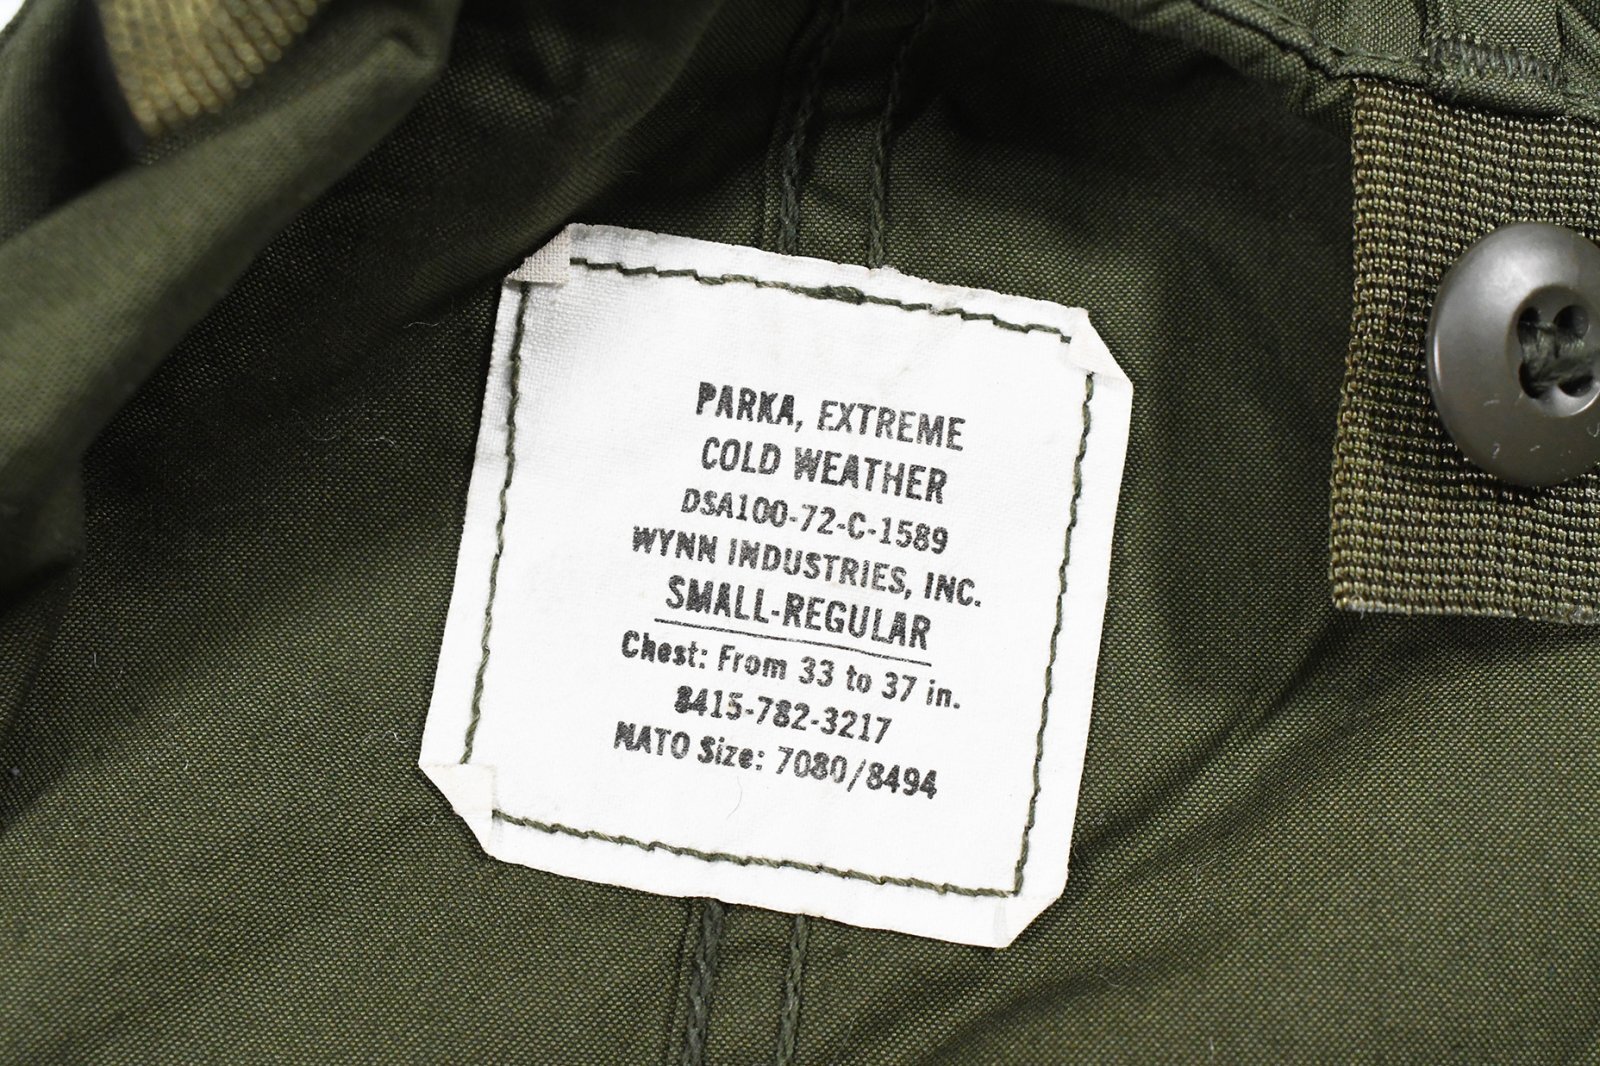 PARKA, EXTREME
COLD WEATHER
DSA100-72-C-1589
WYNN INDUSTRIES, INC.
SMALL-REGULAR
Chest: From 33 to 37 in.
8415-782-3217
NATO Size: 7080/8494